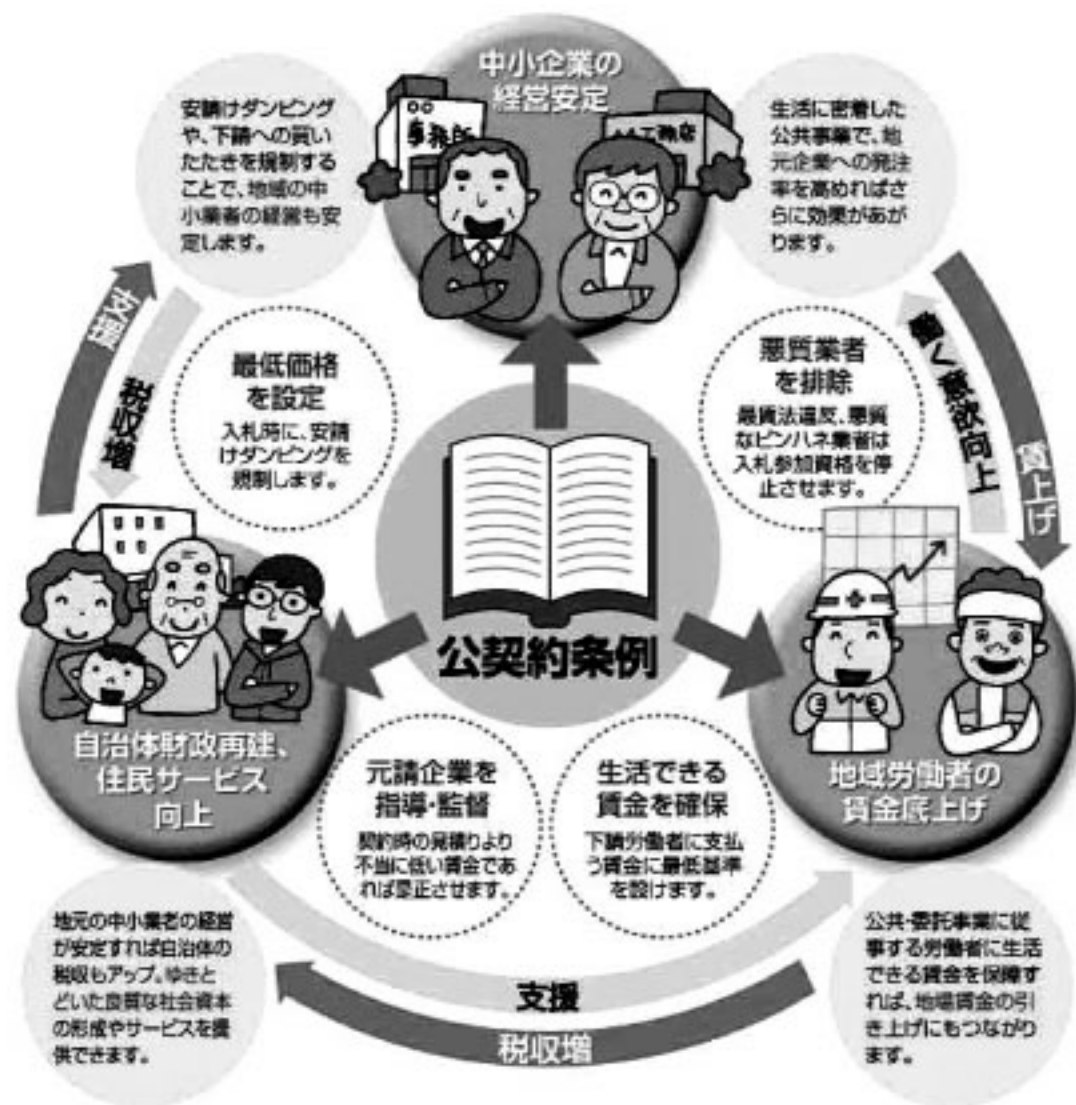 中小企業の
経営安定
事務所
工務店
安請けダンピング
や、下請への買い
たたきを規制する
ことで、地域の中
小業者の経営も安
定します。
生活に密着した
公共事業で、地
元企業への発注
率を高めればさ
らに効果があが
ります。
支援
税収増
最低価格
を設定
入札時に、安請
けダンピングを
規制します。
悪質業者
を排除
最賃法違反、悪質
なピンハネ業者は
入札参加資格を停
止させます。
働く意欲向上
賃上げ
公契約条例
自治体財政再建、
住民サービス
向上
元請企業を
指導・監督
契約時の見積りより
不当に低い賃金であ
れば是正させます。
生活できる
賃金を確保
下請労働者に支払
う賃金に最低基準
を設けます。
地域労働者の
賃金底上げ
地元の中小業者の経営
が安定すれば自治体の
税収もアップ。ゆきと
どいた良質な社会資本
の形成やサービスを提
供できます。
支援
税収増
公共・委託事業に従
事する労働者に生活
できる賃金を保障す
れば、地場賃金の引
き上げにもつながり
ます。